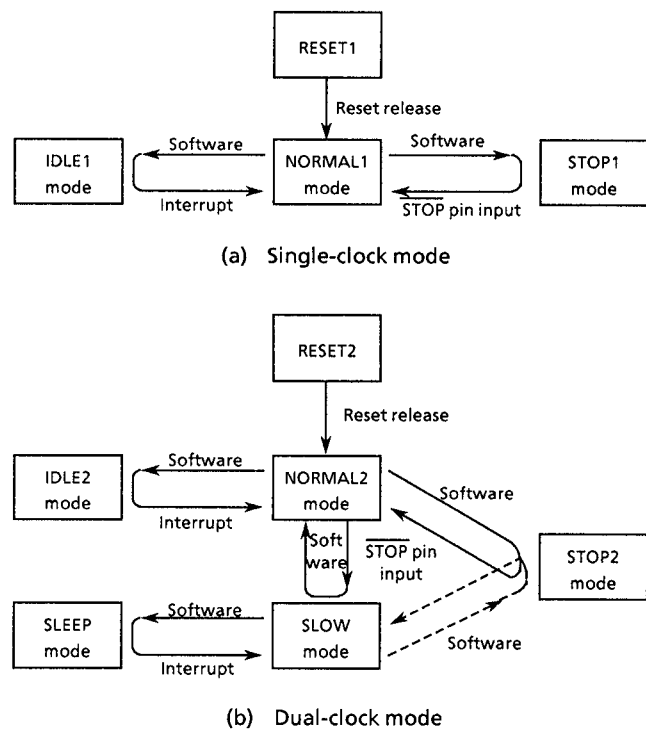 RESET1
Reset release
Software
Software
IDLE1
mode
NORMAL1
mode
STOP1
mode
Interrupt
STOP pin input
(a) Single-clock mode
RESET2
Reset release
Software
IDLE2
mode
NORMAL2
mode
Software
Interrupt
Soft
ware
STOP pin
input
STOP2
mode
Software
SLEEP
mode
SLOW
mode
Interrupt
Software
(b) Dual-clock mode